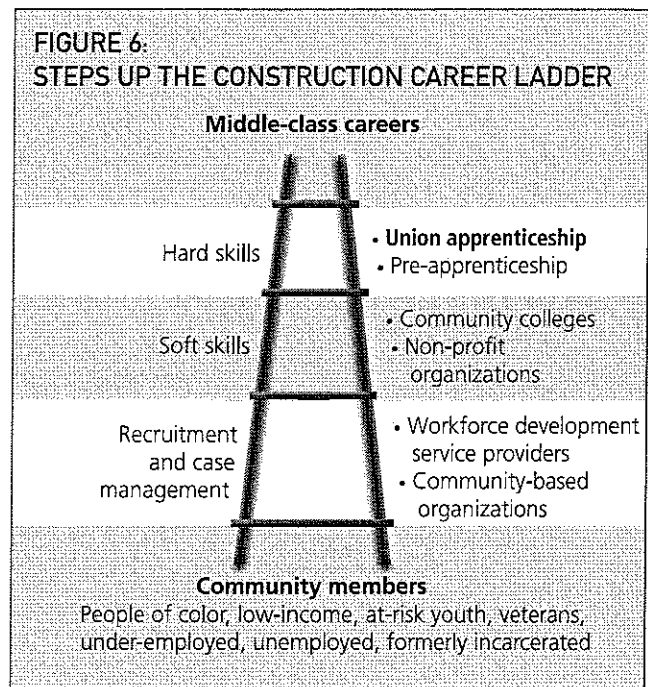 FIGURE 6:
STEPS UP THE CONSTRUCTION CAREER LADDER
Middle-class careers
Hard skills
• Union apprenticeship
• Pre-apprenticeship
Soft skills
• Community colleges
• Non-profit
organizations
Recruitment
and case
management
• Workforce development
service providers
• Community-based
organizations
Community members
People of color, low-income, at-risk youth, veterans,
under-employed, unemployed, formerly incarcerated